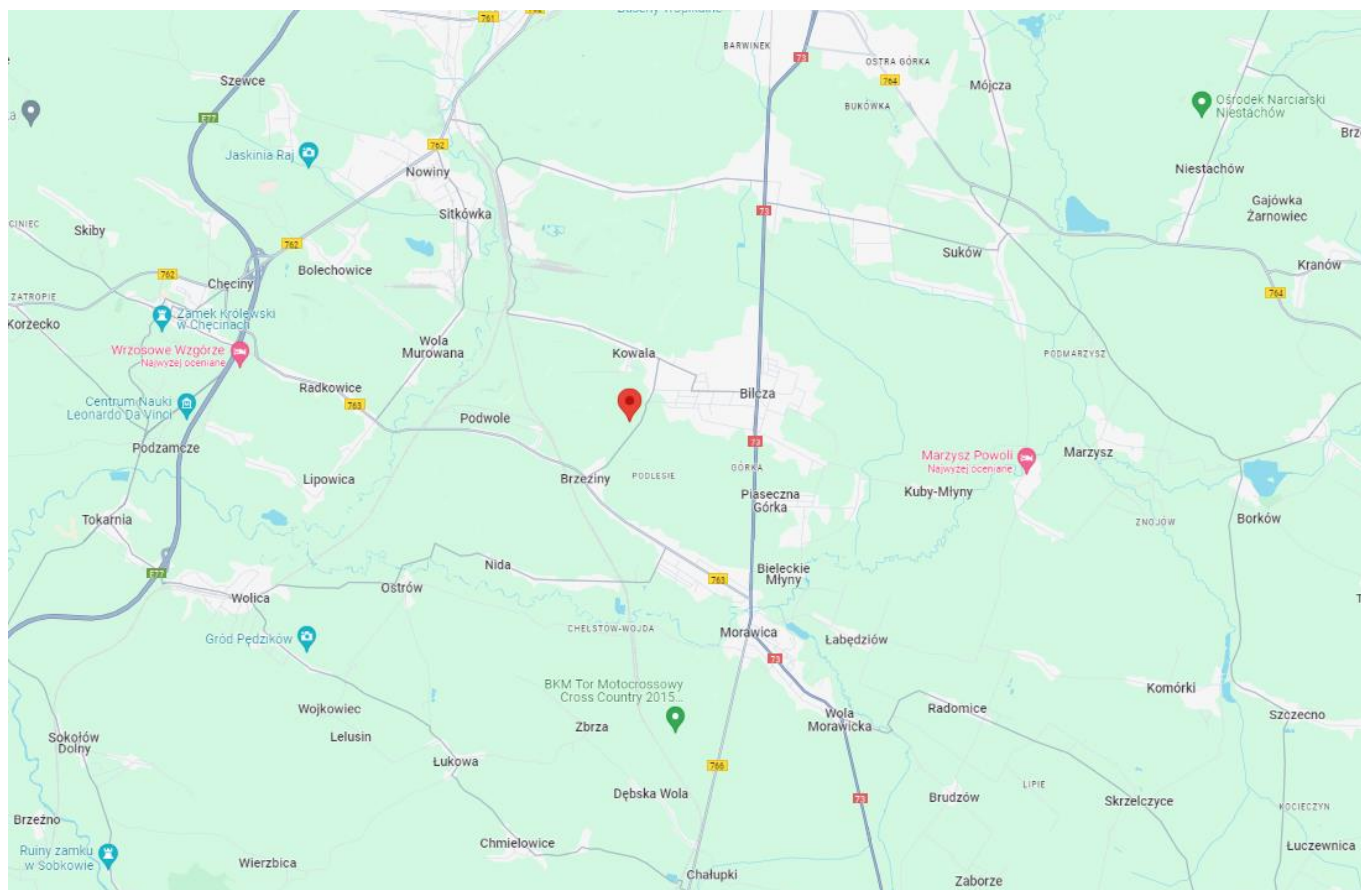 761
Baseny Tropikalne
BARWINEK
73
OSTRA GÓRKA
764
Mójcza
Szewce
E77
BUKÓWKA
Ośrodek Narciarski
Niestachów
762
Jaskinia Raj
Nowiny
Niestachów
Sitkówka
73
Gajówka
Żarnowiec
Skiby
762
Suków
Bolechowice
Kranów
762
Chęciny
764
ZATROPIE
Korzecko
Zamek Królewski
w Chęcinach
Wrzosowe Wzgórze
Najwyżej oceniane
Wola
Murowana
Kowala
PODMARZYSZ
Radkowice
763
Bilcza
Centrum Nauki
Leonardo Da Vinci
Podwole
Podzamcze
73
Marzysz Powoli
Najwyżej oceniane
Marzysz
Lipowica
Brzeziny
PODLESIE
GÓRKA
Kuby-Młyny
Piaseczna
Górka
Tokarnia
ZNOJÓW
Borków
E77
Nida
Bieleckie
Młyny
763
Wolica
Ostrów
CHEŁSTÓW-WOJDA
Morawica
Łabędziów
Gród Pędzików
73
BKM Tor Motocrossowy
Cross Country 2015...
Komórki
Wojkowiec
Zbrza
Wola
Morawicka
Radomice
Szczecno
Sokołów
Dolny
Lelusin
Łukowa
766
Dębska Wola
73
Brudzów
LIPIE
Skrzelczyce
KOCIECZYN
Brzeźno
Chmielowice
Łuczewnica
Ruiny zamku
w Sobkowie
Wierzbica
Chałupki
Zaborze